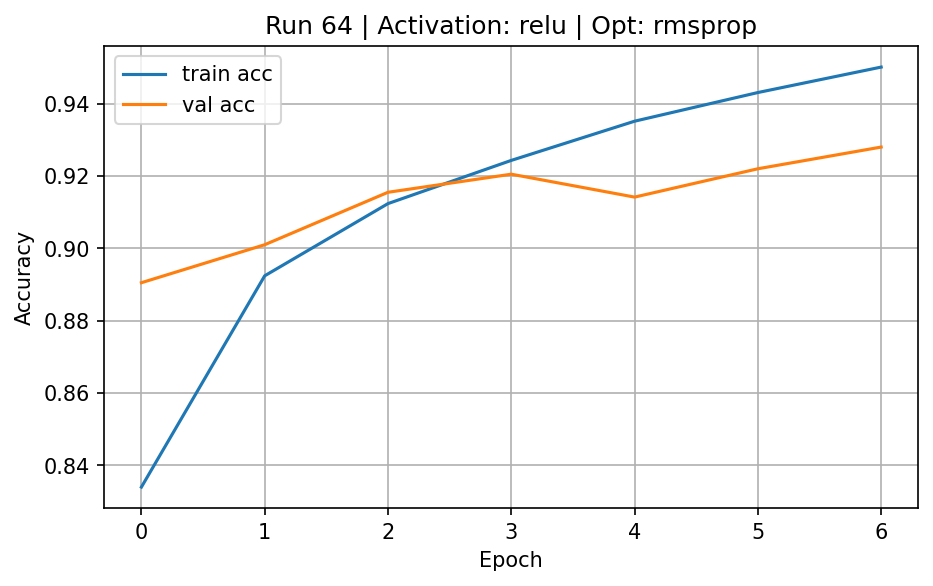 Run 64 | Activation: relu | Opt: rmsprop
train acc
val acc
Accuracy
0.94
0.92
0.90
0.88
0.86
0.84
0 1 2 3 4 5 6
Epoch